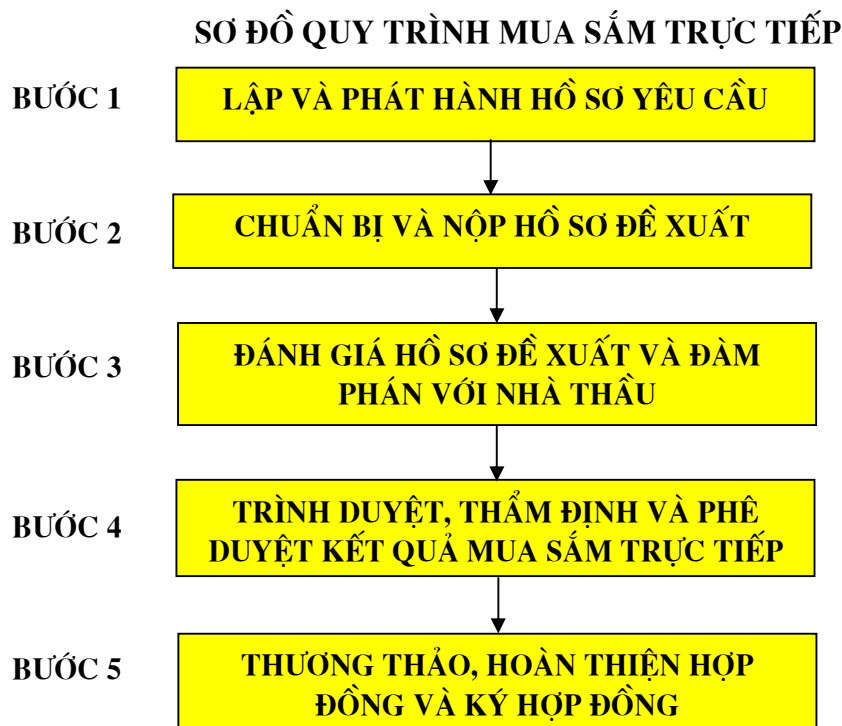 SƠ ĐỒ QUY TRÌNH MUA SẮM TRỰC TIẾP
BƯỚC 1
LẬP VÀ PHÁT HÀNH HỒ SƠ YÊU CẦU
BƯỚC 2
CHUẨN BỊ VÀ NỘP HỒ SƠ ĐỀ XUẤT
BƯỚC 3
ĐÁNH GIÁ HỒ SƠ ĐỀ XUẤT VÀ ĐÀM
PHÁN VỚI NHÀ THẦU
BƯỚC 4
TRÌNH DUYỆT, THẨM ĐỊNH VÀ PHÊ
DUYỆT KẾT QUẢ MUA SẮM TRỰC TIẾP
BƯỚC 5
THƯƠNG THẢO, HOÀN THIỆN HỢP
ĐỒNG VÀ KÝ HỢP ĐỒNG